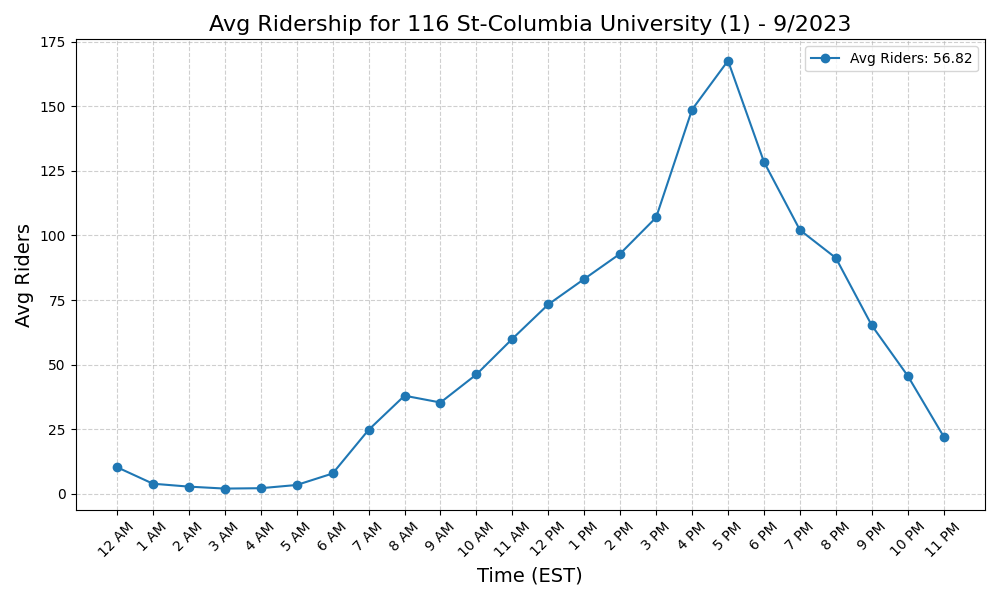 Avg Ridership for 116 St-Columbia University (1) - 9/2023
Avg Riders: 56.82
Avg Riders
175
150
125
100
75
50
25
0
12 AM
1 AM
2 AM
3 AM
4 AM
5 AM
6 AM
7 AM
8 AM
9 AM
10 AM
11 AM
12 PM
1 PM
2 PM
3 PM
4 PM
5 PM
6 PM
7 PM
8 PM
9 PM
10 PM
11 PM
Time (EST)